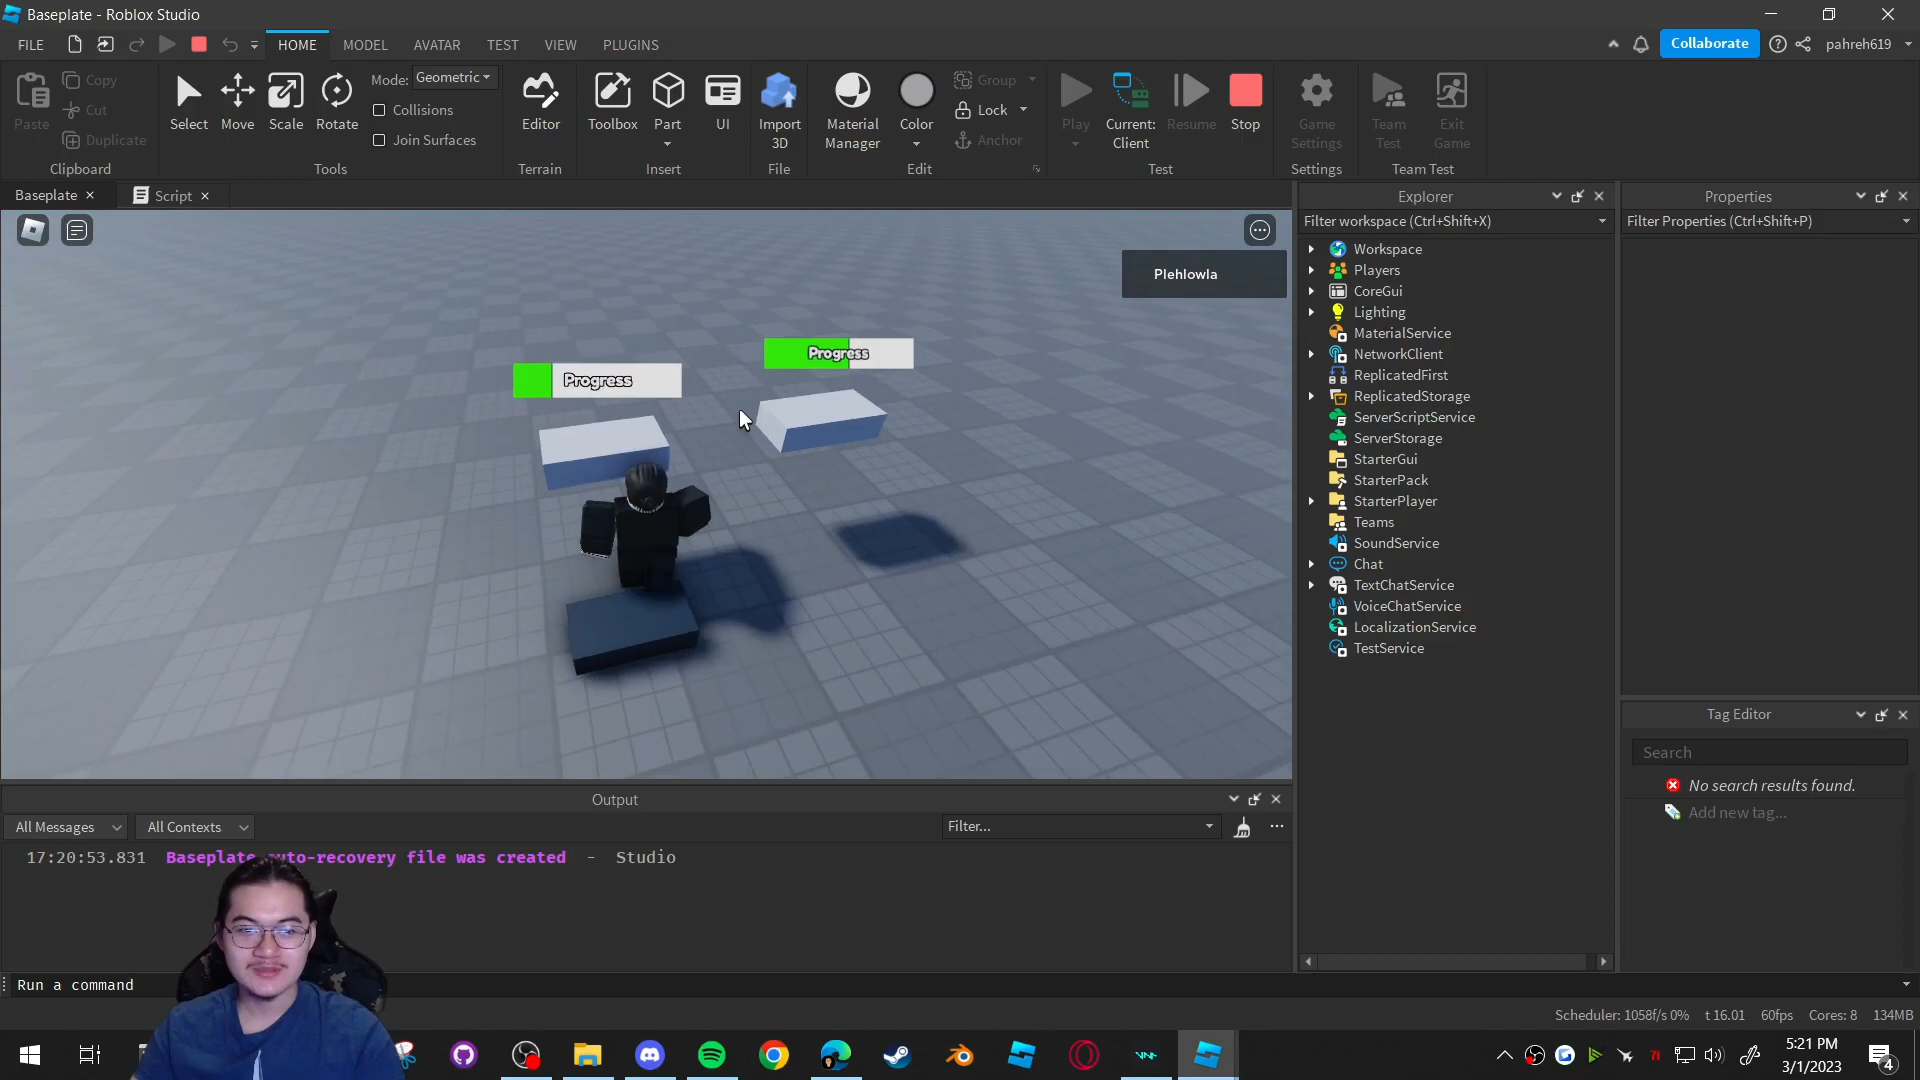 Baseplate - Roblox Studio
FILE HOME MODEL AVATAR TEST VIEW PLUGINS Collaborate pahreh619
Paste Copy Cut Duplicate Clipboard
Select Move Scale Rotate Mode: Geometric Collisions Join Surfaces Tools
Editor Terrain
Toolbox Part UI Insert
Import 3D File
Material Manager Color Group Lock Anchor Edit
Play Current: Client Resume Stop Test
Game Settings Settings
Team Test Exit Game Team Test
Baseplate Script
Plehlowla
Progress
Progress
Explorer
Filter workspace (Ctrl+Shift+X)
Workspace
Players
CoreGui
Lighting
MaterialService
NetworkClient
ReplicatedFirst
ReplicatedStorage
ServerScriptService
ServerStorage
StarterGui
StarterPack
StarterPlayer
Teams
SoundService
Chat
TextChatService
VoiceChatService
LocalizationService
TestService
Properties
Filter Properties (Ctrl+Shift+P)
Tag Editor
Search
No search results found.
Add new tag...
Output
All Messages All Contexts Filter...
17:20:53.831 Baseplate auto-recovery file was created - Studio
Run a command
Scheduler: 1058f/s 0% t 16.01 60fps Cores: 8 134MB
5:21 PM
3/1/2023
4